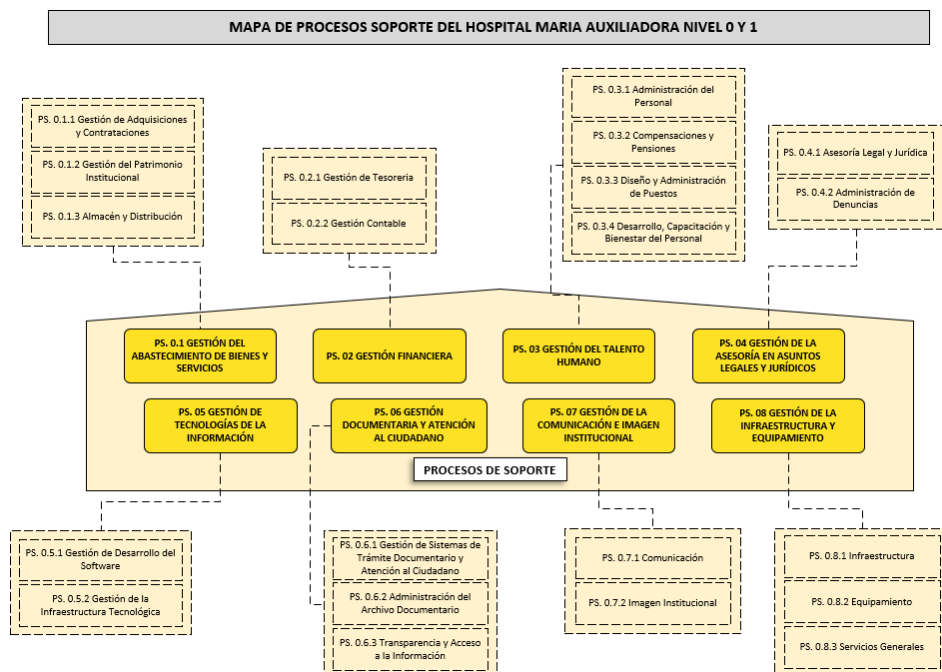 MAPA DE PROCESOS SOPORTE DEL HOSPITAL MARIA AUXILIADORA NIVEL 0 Y 1
PS. 0.1.1 Gestión de Adquisiciones
y Contrataciones
PS. 0.1.2 Gestión del Patrimonio
Institucional
PS. 0.1.3 Almacén y Distribución
PS. 0.2.1 Gestión de Tesoreria
PS. 0.2.2 Gestión Contable
PS. 0.3.1 Administración del
Personal
PS. 0.3.2 Compensaciones y
Pensiones
PS. 0.3.3 Diseño y Administración
de Puestos
PS. 0.3.4 Desarrollo, Capacitación y
Bienestar del Personal
PS. 0.4.1 Asesoría Legal y Jurídica
PS. 0.4.2 Administración de
Denuncias
PS. 0.1 GESTIÓN DEL
ABASTECIMIENTO DE BIENES Y
SERVICIOS
PS. 02 GESTIÓN FINANCIERA
PS. 03 GESTIÓN DEL TALENTO
HUMANO
PS. 04 GESTIÓN DE LA
ASESORÍA EN ASUNTOS
LEGALES Y JURÍDICOS
PS. 05 GESTIÓN DE
TECNOLOGÍAS DE LA
INFORMACIÓN
PS. 06 GESTIÓN
DOCUMENTARIA Y ATENCIÓN
AL CIUDADANO
PS. 07 GESTIÓN DE LA
COMUNICACIÓN E IMAGEN
INSTITUCIONAL
PS. 08 GESTIÓN DE LA
INFRAESTRUCTURA Y
EQUIPAMIENTO
PROCESOS DE SOPORTE
PS. 0.5.1 Gestión de Desarrollo del
Software
PS. 0.5.2 Gestión de la
Infraestructura Tecnológica
PS. 0.6.1 Gestión de Sistemas de
Trámite Documentario y
Atención al Ciudadano
PS. 0.6.2 Administración del
Archivo Documentario
PS. 0.6.3 Transparencia y Acceso
a la Información
PS. 0.7.1 Comunicación
PS. 0.7.2 Imagen Institucional
PS. 0.8.1 Infraestructura
PS. 0.8.2 Equipamiento
PS. 0.8.3 Servicios Generales